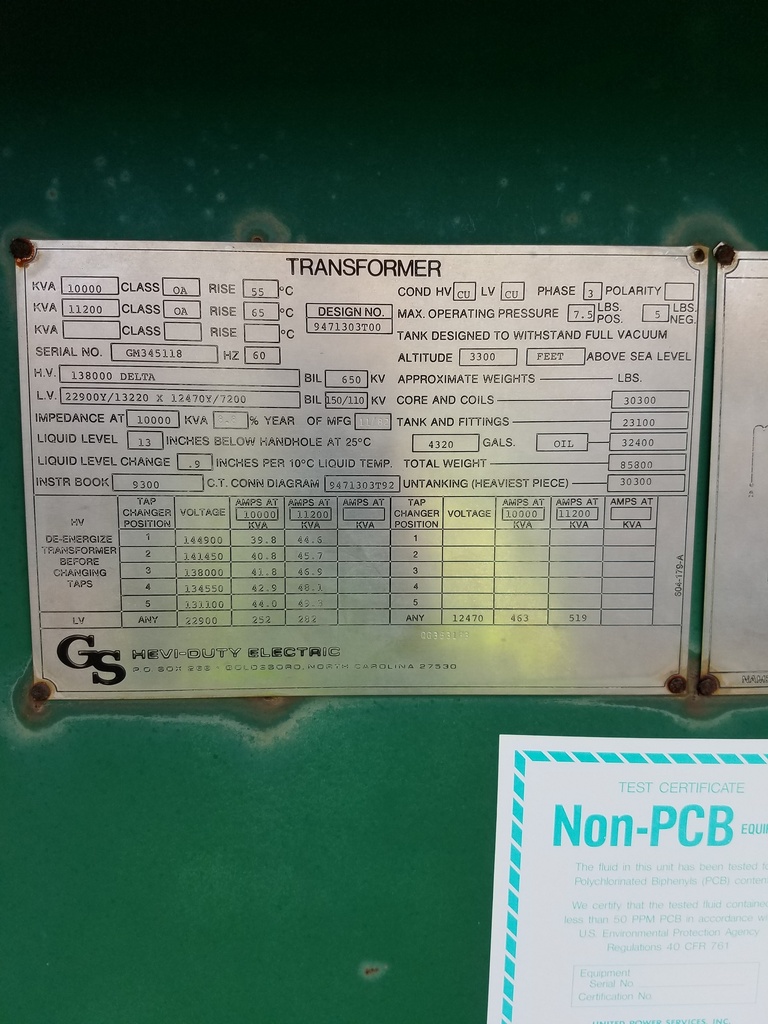 TRANSFORMER
KVA 10000 CLASS OA RISE 55 °C
KVA 11200 CLASS OA RISE 65 °C
KVA CLASS RISE °C
DESIGN NO.
9471303T00
SERIAL NO. GM345118 HZ 60
H.V. 138000 DELTA BIL 650 KV
L.V. 22900Y/13220 X 12470Y/7200 BIL 150/110 KV
IMPEDANCE AT 10000 KVA % YEAR OF MFG
LIQUID LEVEL 13 INCHES BELOW HANDHOLE AT 25°C
LIQUID LEVEL CHANGE .9 INCHES PER 10°C LIQUID TEMP.
INSTR BOOK 9300 C.T. CONN DIAGRAM 9471303T92
COND HV CU LV CU PHASE 3 POLARITY
MAX. OPERATING PRESSURE 7.5 LBS. POS. 5 LBS. NEG.
TANK DESIGNED TO WITHSTAND FULL VACUUM
ALTITUDE 3300 FEET ABOVE SEA LEVEL
APPROXIMATE WEIGHTS LBS.
CORE AND COILS 30300
TANK AND FITTINGS 23100
4320 GALS. OIL 32400
TOTAL WEIGHT 85800
UNTANKING (HEAVIEST PIECE) 30300
HV
DE-ENERGIZE
TRANSFORMER
BEFORE
CHANGING
TAPS
TAP CHANGER POSITION VOLTAGE AMPS AT 10000 KVA AMPS AT 11200 KVA AMPS AT KVA
1 144900 39.8 44.6
2 141450 40.8 45.7
3 138000 41.8 46.9
4 134550 42.9 48.1
5 131100 44.0
LV ANY 22900 252 282
TAP CHANGER POSITION VOLTAGE AMPS AT 10000 KVA AMPS AT 11200 KVA AMPS AT KVA
1
2
3
4
5
ANY 12470 463 519
804-179-A
GS HEVI-DUTY ELECTRIC
P.O. BOX 268 - GOLDSBORO, NORTH CAROLINA 27530
TEST CERTIFICATE
Non-PCB
The fluid in this unit has been tested
Polychlorinated Biphenyls (PCB)
We certify that the tested fluid
less than 50 PPM PCB in accordance
U.S. Environmental Protection Agency
Regulations 40 CFR 761
Equipment
Serial No.
Certification No.
UNITED POWER SERVICES, INC.